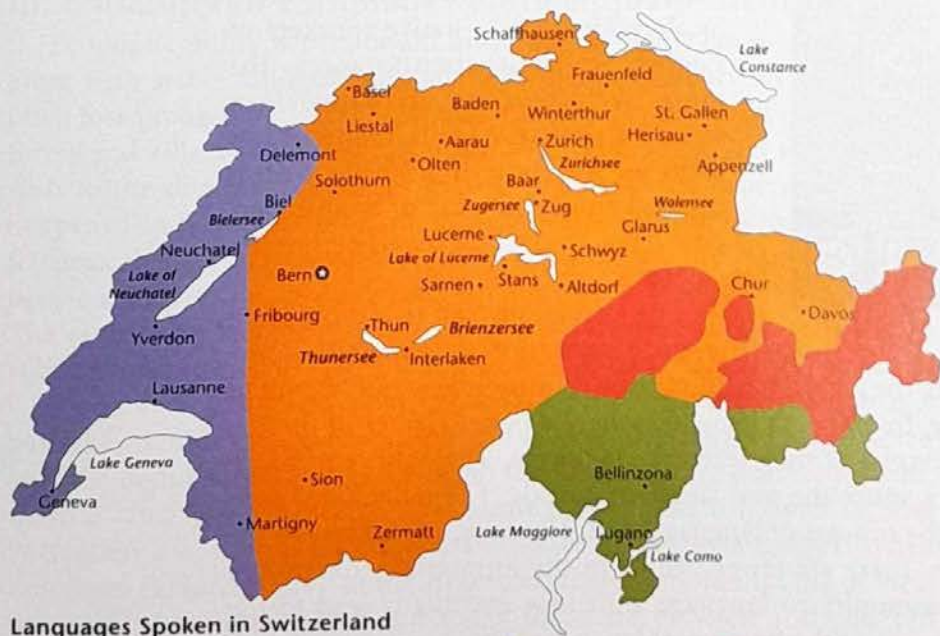 Schaffhausen
Lake
Constance
Frauenfeld
Basel
Baden
Winterthur
St. Gallen
Liestal
Aarau
Zurich
Herisau
Delemont
Olten
Zurichsee
Appenzell
Solothurn
Baar
Biel
Zugersee
Zug
Walensee
Bielersee
Neuchatel
Lucerne
Glarus
Schwyz
Lake of
Neuchatel
Bern
Lake of Lucerne
Stans
Sarnen
Altdorf
Chur
Fribourg
Davos
Thun
Brienzersee
Yverdon
Thunersee
Interlaken
Lausanne
Lake Geneva
Sion
Bellinzona
Geneva
Martigny
Zermatt
Lake Maggiore
Lugano
Lake Como
Languages Spoken in Switzerland